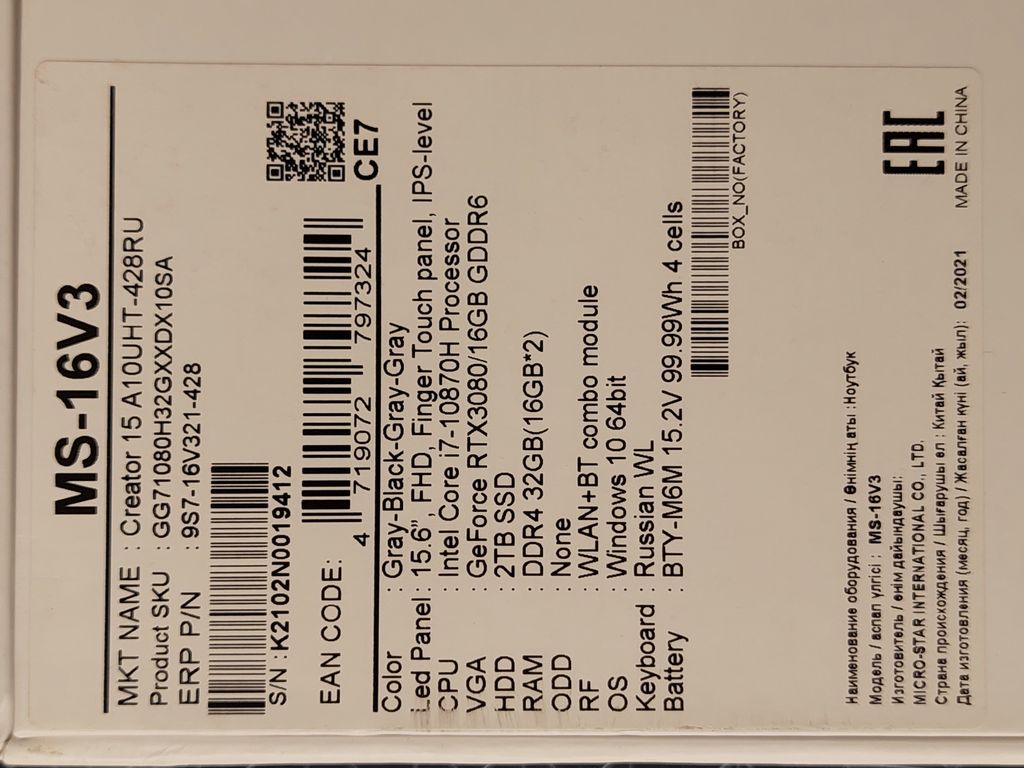 MS-16V3
MKT NAME : Creator 15 A10UHT-428RU
Product SKU : GG71080H32GXXDX10SA
ERP P/N : 9S7-16V321-428
S/N : K2102N0019412
EAN CODE:
4 719072 797324
CE7
Color : Gray-Black-Gray-Gray
Led Panel : 15.6”, FHD, Finger Touch panel, IPS-level
CPU : Intel Core i7-10870H Processor
VGA : GeForce RTX3080/16GB GDDR6
HDD : 2TB SSD
RAM : DDR4 32GB(16GB*2)
ODD : None
RF : WLAN+BT combo module
OS : Windows 10 64bit
Keyboard : Russian WL
Battery : BTY-M6M 15.2V 99.99Wh 4 cells
BOX_NO(FACTORY)
Наименование оборудования / Өнімнің аты : Ноутбук
Модель / аспап үлгісі : MS-16V3
Изготовитель / өнім дайындаушы:
MICRO-STAR INTERNATIONAL CO., LTD.
Страна происхождения / Шығарушы ел : Китай Қытай
Дата изготовления (месяц, год) / Жасалған күні (ай, жыл): 02/2021
EAC
MADE IN CHINA